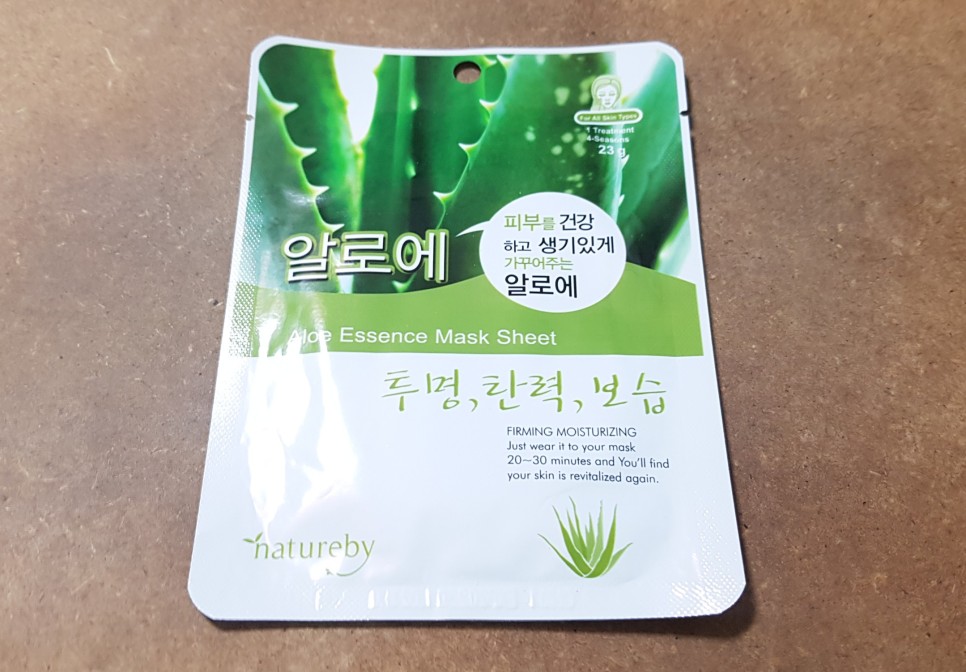 For All Skin Types
1 Treatment
4-Seasons
23 g
알로에
피부를 건강
하고 생기있게
가꾸어주는
알로에
Aloe Essence Mask Sheet
투명, 탄력, 보습
FIRMING MOISTURIZING
Just wear it to your mask
20~30 minutes and You'll find
your skin is revitalized again.
natureby